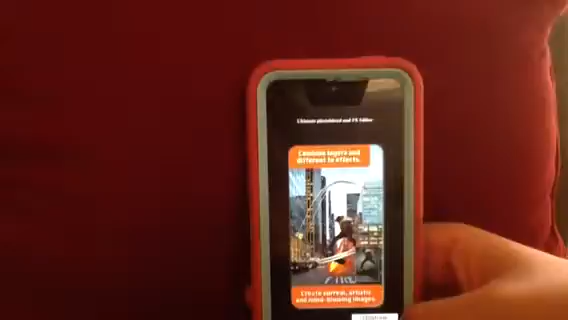 Ultimate photoblend and FX Editor
Combine layers and
different fx effects.
Create surreal, artistic
and mind-blowing images.